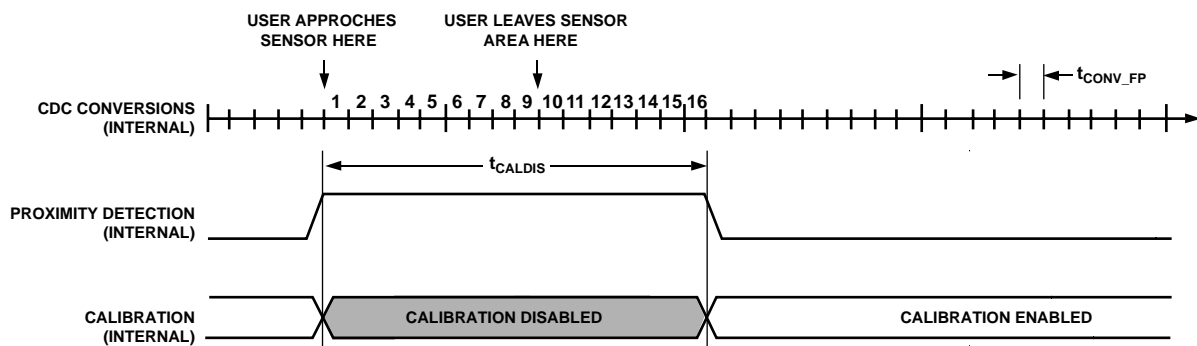 USER APPROCHES
SENSOR HERE
USER LEAVES SENSOR
AREA HERE
tCONV_FP
1 2 3 4 5 6 7 8 9 10 11 12 13 14 15 16
CDC CONVERSIONS
(INTERNAL)
tCALDIS
PROXIMITY DETECTION
(INTERNAL)
CALIBRATION
(INTERNAL)
CALIBRATION DISABLED
CALIBRATION ENABLED